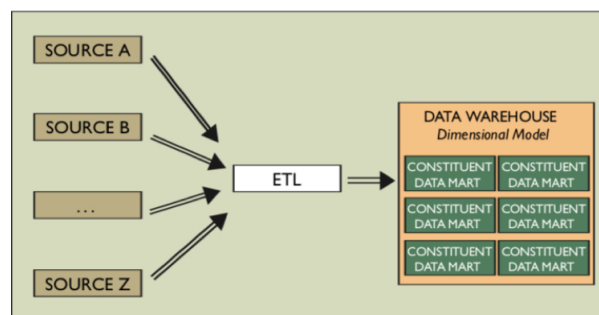 SOURCE A
SOURCE B
...
SOURCE Z
ETL
DATA WAREHOUSE
Dimensional Model
CONSTITUENT
DATA MART
CONSTITUENT
DATA MART
CONSTITUENT
DATA MART
CONSTITUENT
DATA MART
CONSTITUENT
DATA MART
CONSTITUENT
DATA MART